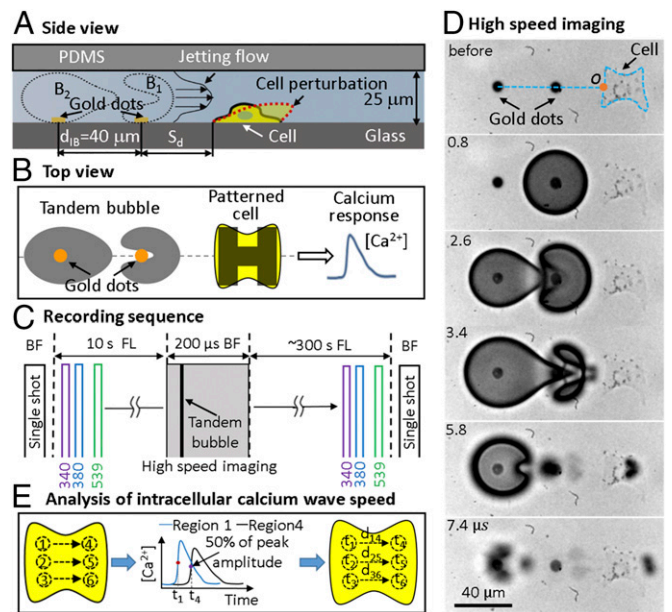 A Side view
PDMS
Jetting flow
B₂
B₁
Gold dots
Cell perturbation
25 μm
d_IB=40 μm
S_d
Cell
Glass
B Top view
Tandem bubble
Patterned cell
Calcium response
[Ca²⁺]
Gold dots
C Recording sequence
BF
10 s FL
200 μs BF
~300 s FL
BF
Single shot
340
380
539
Tandem bubble
High speed imaging
340
380
539
Single shot
E Analysis of intracellular calcium wave speed
1
4
2
5
3
6
Region 1
Region4
50% of peak amplitude
[Ca²⁺]
t₁
t₄
Time
t₁
d₁₄
t₄
t₂
d₂₅
t₅
t₃
d₃₆
t₆
D High speed imaging
before
Cell
o
Gold dots
0.8
2.6
3.4
5.8
7.4 μs
40 μm